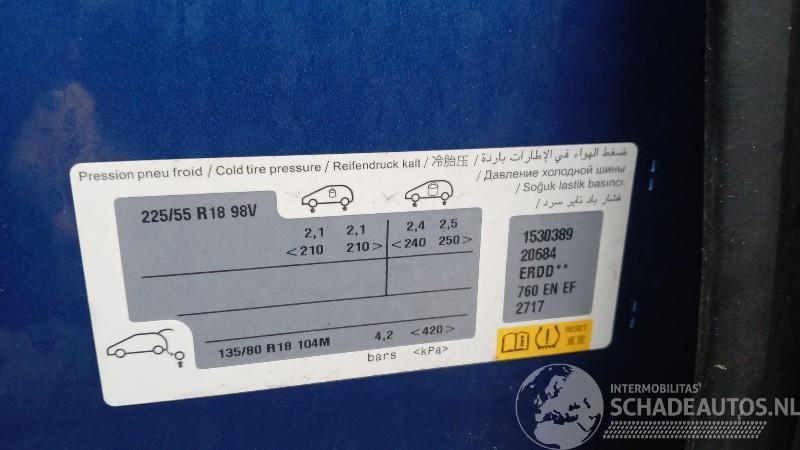 Pression pneu froid / Cold tire pressure / Reifendruck kalt / 冷胎压 / ضغط الهواء في الإطارات باردة
/ Давление холодной шины
/ Soğuk lastik basıncı
/ فشار باد تاير سرد
225/55 R18 98V
2,1 2,1 2,4 2,5
<210 210> <240 250>
135/80 R18 104M 4,2 <420>
bars <kPa>
1530389
20684
ERDD**
760 EN EF
2717
RESET
INTERMOBILITAS
SCHADEAUTOS.NL